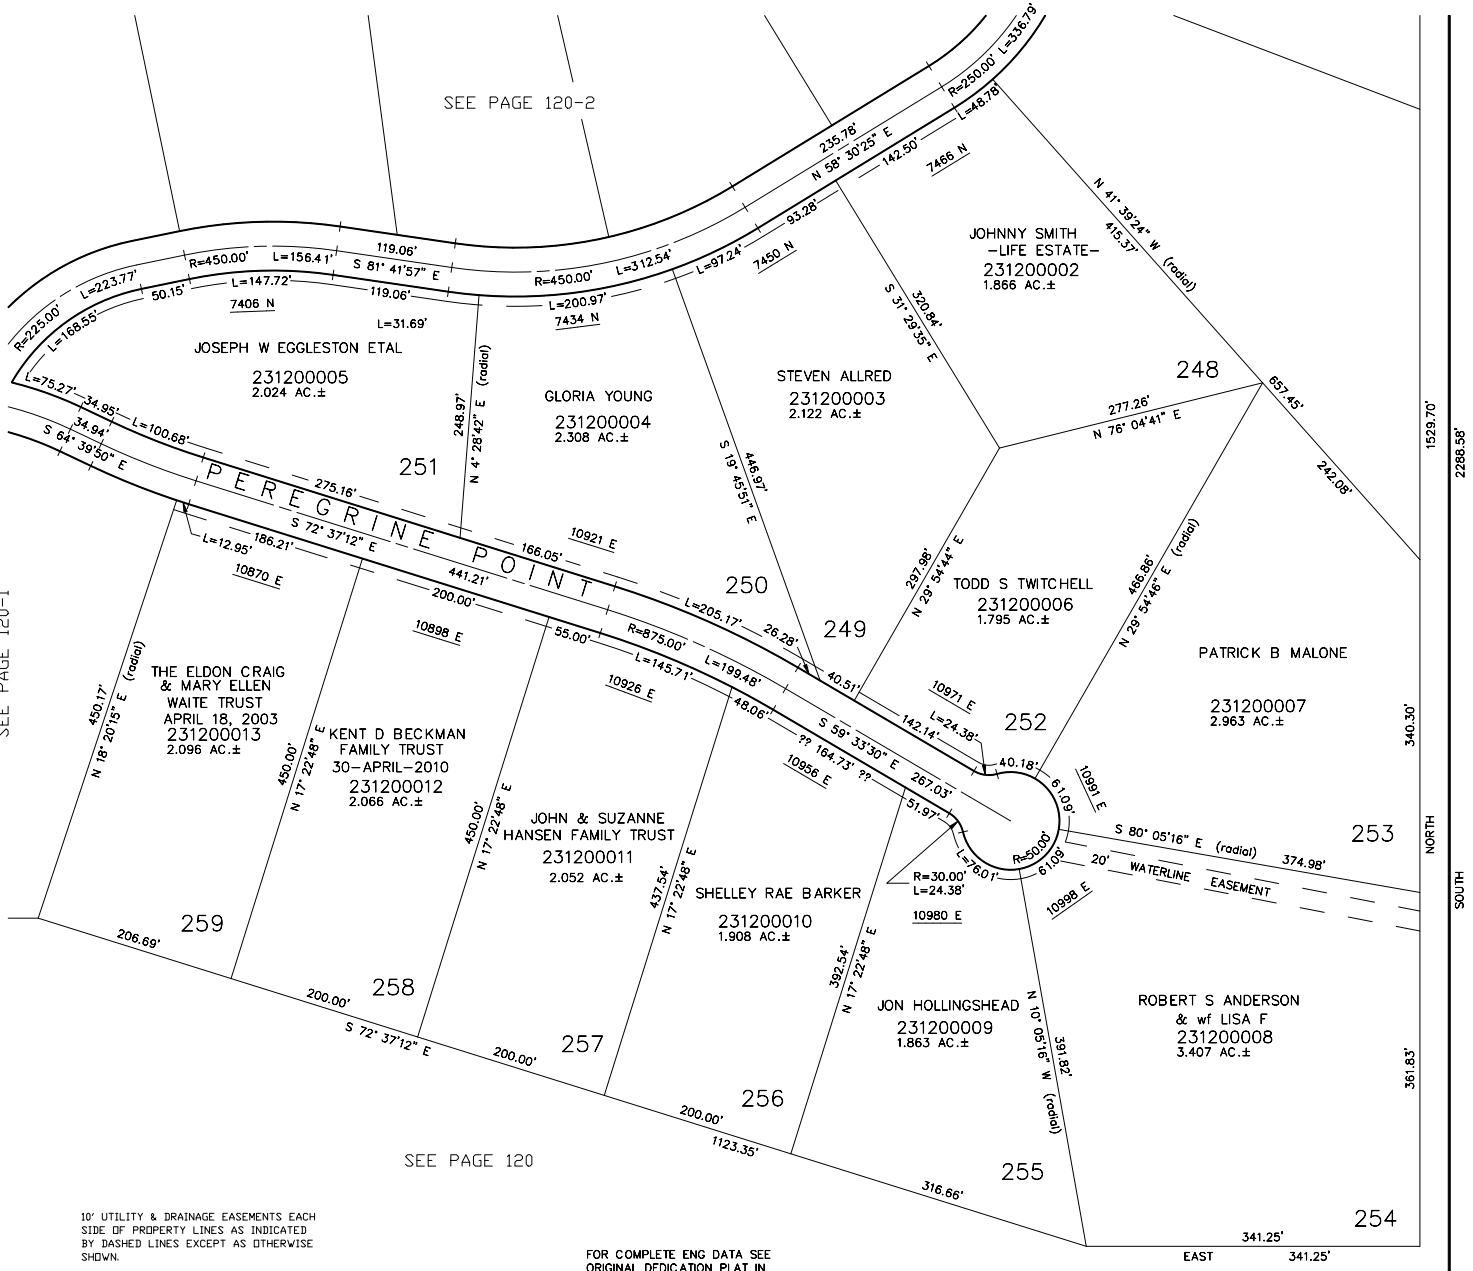 SEE PAGE 120-2
L=336.79'
R=250.00'
L=48.78'
235.78'
N 58° 30'25" E
142.50'
7466 N
93.28'
7450 N
L=97.24'
N 41° 39'24" W (radial)
415.37'
JOHNNY SMITH
-LIFE ESTATE-
231200002
1.866 AC.±
119.06'
R=450.00'
L=156.41'
S 81° 41'57" E
R=450.00'
L=312.54'
L=223.77'
50.15'
L=147.72'
119.06'
L=200.97'
7406 N
7434 N
R=225.00'
L=168.55'
L=31.69'
320.84'
S 31° 29'35" E
JOSEPH W EGGLESTON ETAL
231200005
2.024 AC.±
L=75.27'
34.95'
L=100.68'
34.94'
S 64° 39'50" E
248.97'
N 4° 28'42" E (radial)
251
GLORIA YOUNG
231200004
2.308 AC.±
STEVEN ALLRED
231200003
2.122 AC.±
248
657.45'
277.26'
N 76° 04'41" E
242.08'
1529.70'
2288.58'
446.97'
S 19° 45'51" E
PEREGRINE POINT
275.16'
S 72° 37'12" E
441.21'
166.05'
10921 E
L=12.95'
186.21'
10870 E
200.00'
10898 E
55.00'
250
249
L=205.17'
26.28'
R=875.00'
L=199.48'
L=145.71'
10926 E
48.06'
40.51'
297.98'
N 29° 54'44" E
466.86'
N 29° 54'46" E (radial)
TODD S TWITCHELL
231200006
1.795 AC.±
PATRICK B MALONE
231200007
2.963 AC.±
340.30'
SEE PAGE 120-1
450.17'
N 18° 20'15" E (radial)
THE ELDON CRAIG
& MARY ELLEN
WAITE TRUST
APRIL 18, 2003
231200013
2.096 AC.±
450.00'
N 17° 22'48" E
KENT D BECKMAN
FAMILY TRUST
30-APRIL-2010
231200012
2.066 AC.±
450.00'
N 17° 22'48" E
S 59° 33'30" E
267.03'
?? 164.73' ??
10956 E
51.97'
142.14'
10971 E
L=24.38'
252
40.18'
61.09'
10991 E
R=50.00'
61.09'
L=76.01'
R=30.00'
L=24.38'
10980 E
10998 E
S 80° 05'16" E (radial)
374.98'
20' WATERLINE EASEMENT
253
NORTH
SOUTH
JOHN & SUZANNE
HANSEN FAMILY TRUST
231200011
2.052 AC.±
437.54'
N 17° 22'48" E
SHELLEY RAE BARKER
231200010
1.908 AC.±
392.54'
N 17° 22'48" E
JON HOLLINGSHEAD
231200009
1.863 AC.±
N 10° 05'16" W (radial)
391.82'
ROBERT S ANDERSON
& wf LISA F
231200008
3.407 AC.±
361.83'
259
206.69'
258
200.00'
S 72° 37'12" E
257
200.00'
256
200.00'
1123.35'
255
316.66'
254
341.25'
EAST 341.25'
SEE PAGE 120
10' UTILITY & DRAINAGE EASEMENTS EACH
SIDE OF PROPERTY LINES AS INDICATED
BY DASHED LINES EXCEPT AS OTHERWISE
SHOWN.
FOR COMPLETE ENG DATA SEE
ORIGINAL DEDICATION PLAT IN